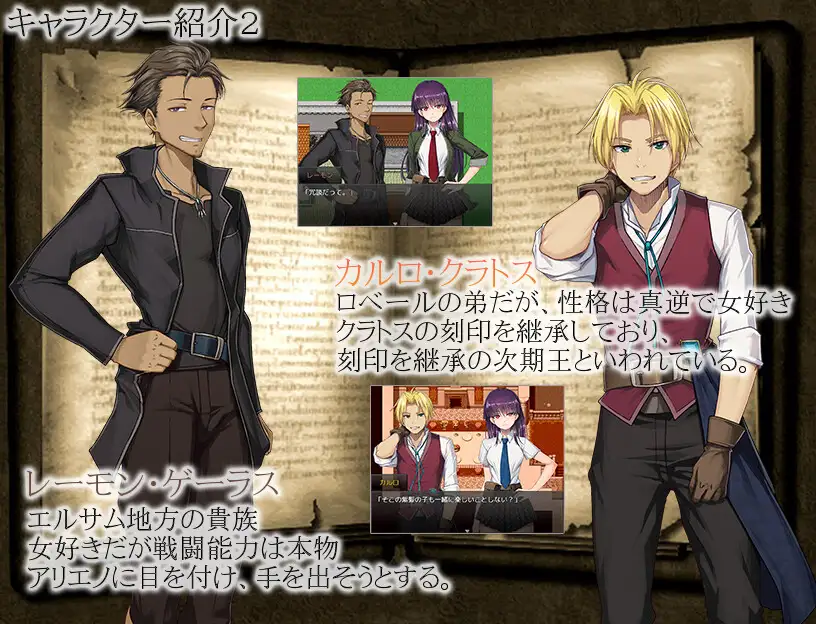 キャラクター紹介2
レーモン
「冗談だって。」
カルロ・クラトス
ロベールの弟だが、性格は真逆で女好き
クラトスの刻印を継承しており、
刻印を継承の次期王といわれている。
カルロ
「そこの紫髪の子も一緒に楽しいことしない？」
レーモン・ゲーラス
エルサム地方の貴族
女好きだが戦闘能力は本物
アリエノに目を付け、手を出そうとする。